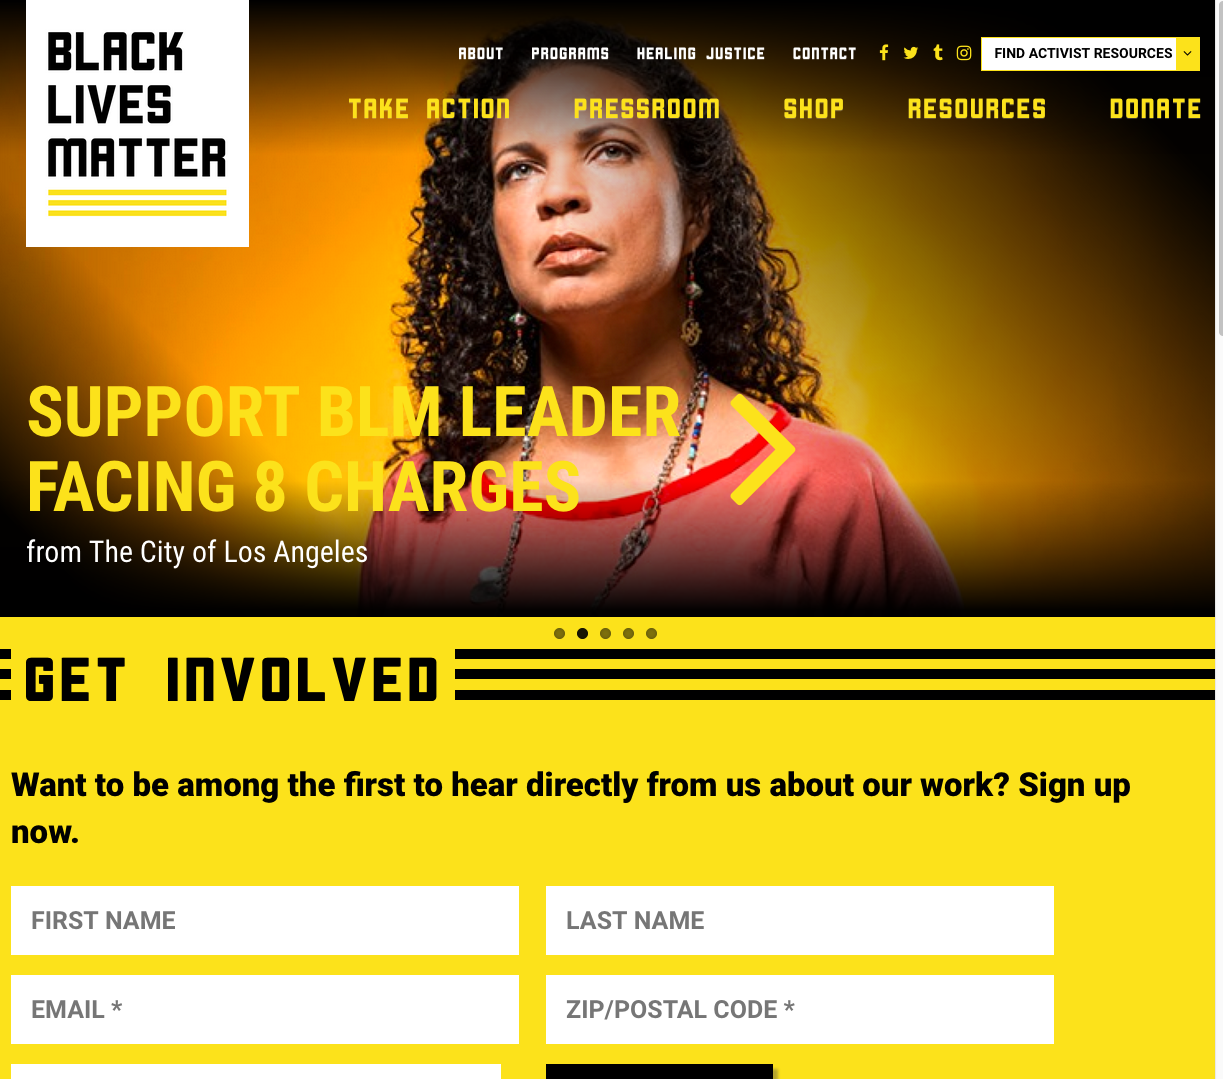 BLACK
LIVES
MATTER
ABOUT PROGRAMS HEALING JUSTICE CONTACT FIND ACTIVIST RESOURCES
TAKE ACTION PRESSROOM SHOP RESOURCES DONATE
SUPPORT BLM LEADER
FACING 8 CHARGES
from The City of Los Angeles
GET INVOLVED
Want to be among the first to hear directly from us about our work? Sign up
now.
FIRST NAME LAST NAME
EMAIL * ZIP/POSTAL CODE *